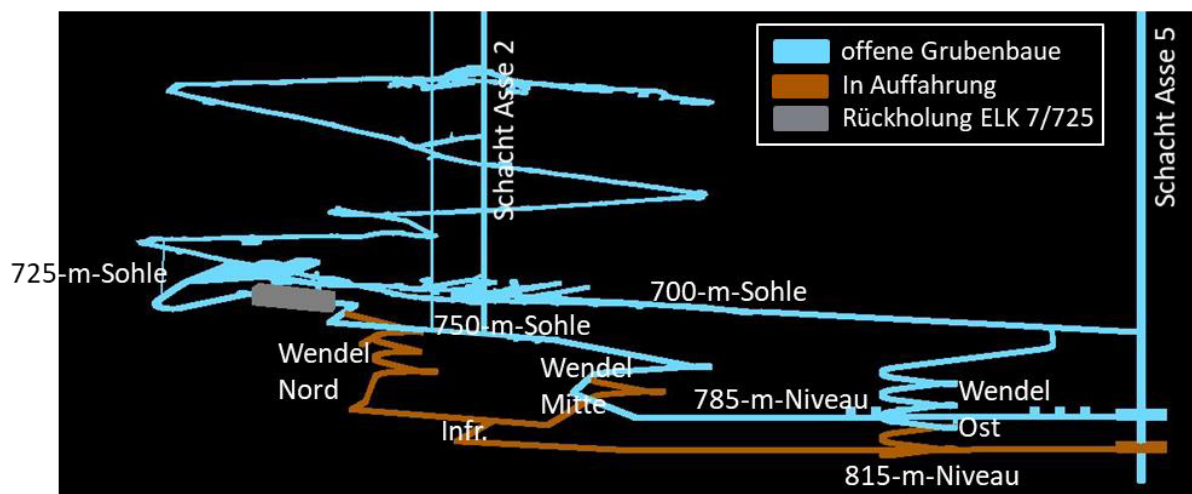 Schacht Asse 2
Schacht Asse 5
offene Grubenbaue
In Auffahrung
Rückholung ELK 7/725
725-m-Sohle
700-m-Sohle
750-m-Sohle
Wendel
Nord
Wendel
Mitte
785-m-Niveau
Wendel
Ost
Infr.
815-m-Niveau